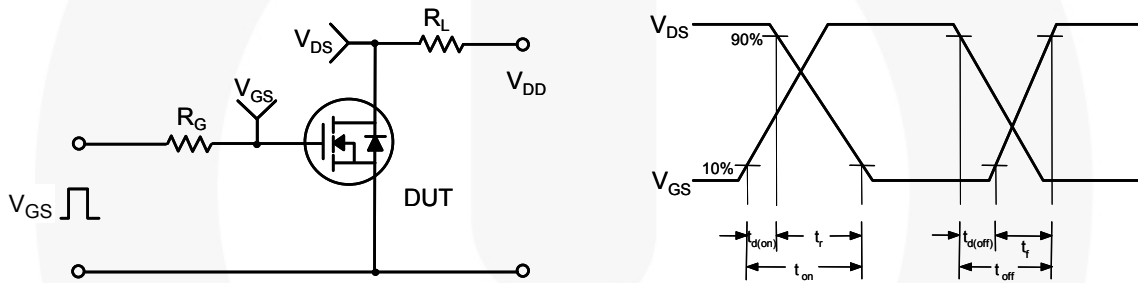 R_L
V_DS
V_DD
V_GS
R_G
V_GS
DUT
V_DS
90%
10%
V_GS
t_d(on)
t_r
t_d(off)
t_f
t_on
t_off